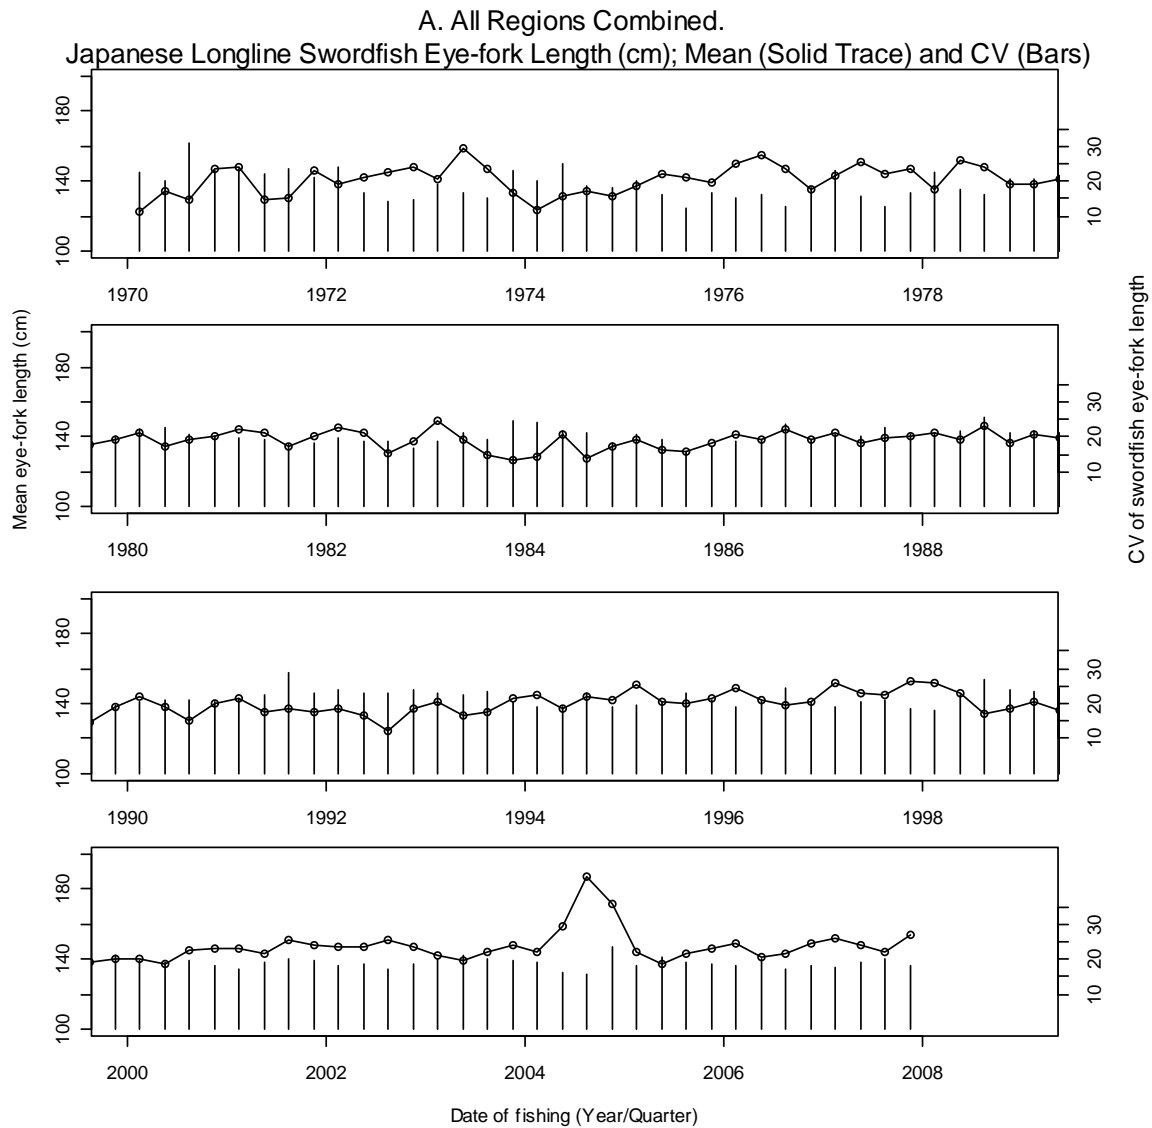 A. All Regions Combined.
Japanese Longline Swordfish Eye-fork Length (cm); Mean (Solid Trace) and CV (Bars)
Mean eye-fork length (cm)
CV of swordfish eye-fork length
100 140 180
10 20 30
1970 1972 1974 1976 1978
100 140 180
10 20 30
1980 1982 1984 1986 1988
100 140 180
10 20 30
1990 1992 1994 1996 1998
100 140 180
10 20 30
2000 2002 2004 2006 2008
Date of fishing (Year/Quarter)